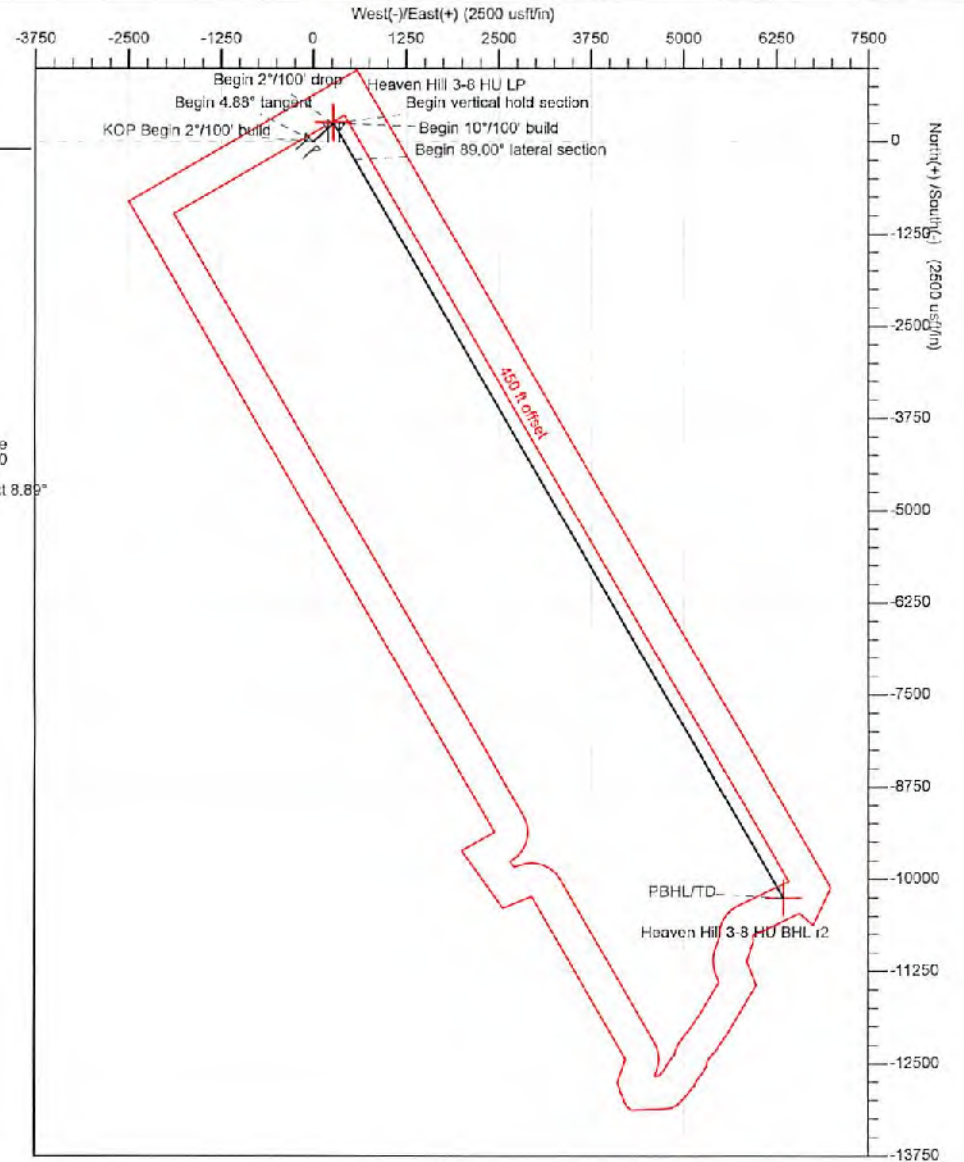 West(-)/East(+) (2500 usft/in)
-3750 -2500 -1250 0 1250 2500 3750 5000 6250 7500
Begin 2°/100' drop
Heaven Hill 3-8 HU LP
Begin 4.88° tangent
Begin vertical hold section
KOP Begin 2°/100' build
Begin 10°/100' build
Begin 89.00° lateral section
0
-1250
-2500
-3750
-5000
-6250
-7500
-8750
-10000
-11250
-12500
-13750
North(+) /South(-) (2500 usft/in)
450 ft offset
e
0
t 8.89°
PBHL/TD
Heaven Hill 3-8 HU BHL r2